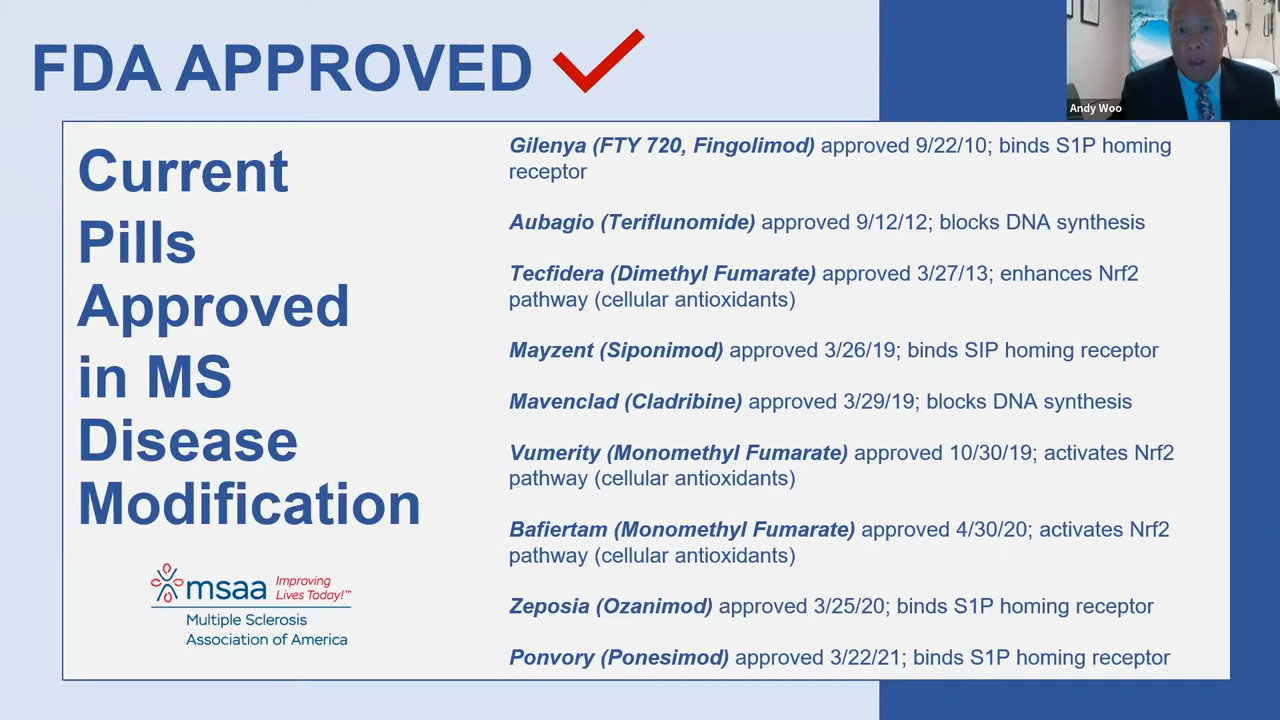 FDA APPROVED
Andy Woo
Current
Pills
Approved
in MS
Disease
Modification
msaa Improving
Lives Today!™
Multiple Sclerosis
Association of America
Gilenya (FTY 720, Fingolimod) approved 9/22/10; binds S1P homing
receptor
Aubagio (Teriflunomide) approved 9/12/12; blocks DNA synthesis
Tecfidera (Dimethyl Fumarate) approved 3/27/13; enhances Nrf2
pathway (cellular antioxidants)
Mayzent (Siponimod) approved 3/26/19; binds SIP homing receptor
Mavenclad (Cladribine) approved 3/29/19; blocks DNA synthesis
Vumerity (Monomethyl Fumarate) approved 10/30/19; activates Nrf2
pathway (cellular antioxidants)
Bafiertam (Monomethyl Fumarate) approved 4/30/20; activates Nrf2
pathway (cellular antioxidants)
Zeposia (Ozanimod) approved 3/25/20; binds S1P homing receptor
Ponvory (Ponesimod) approved 3/22/21; binds S1P homing receptor